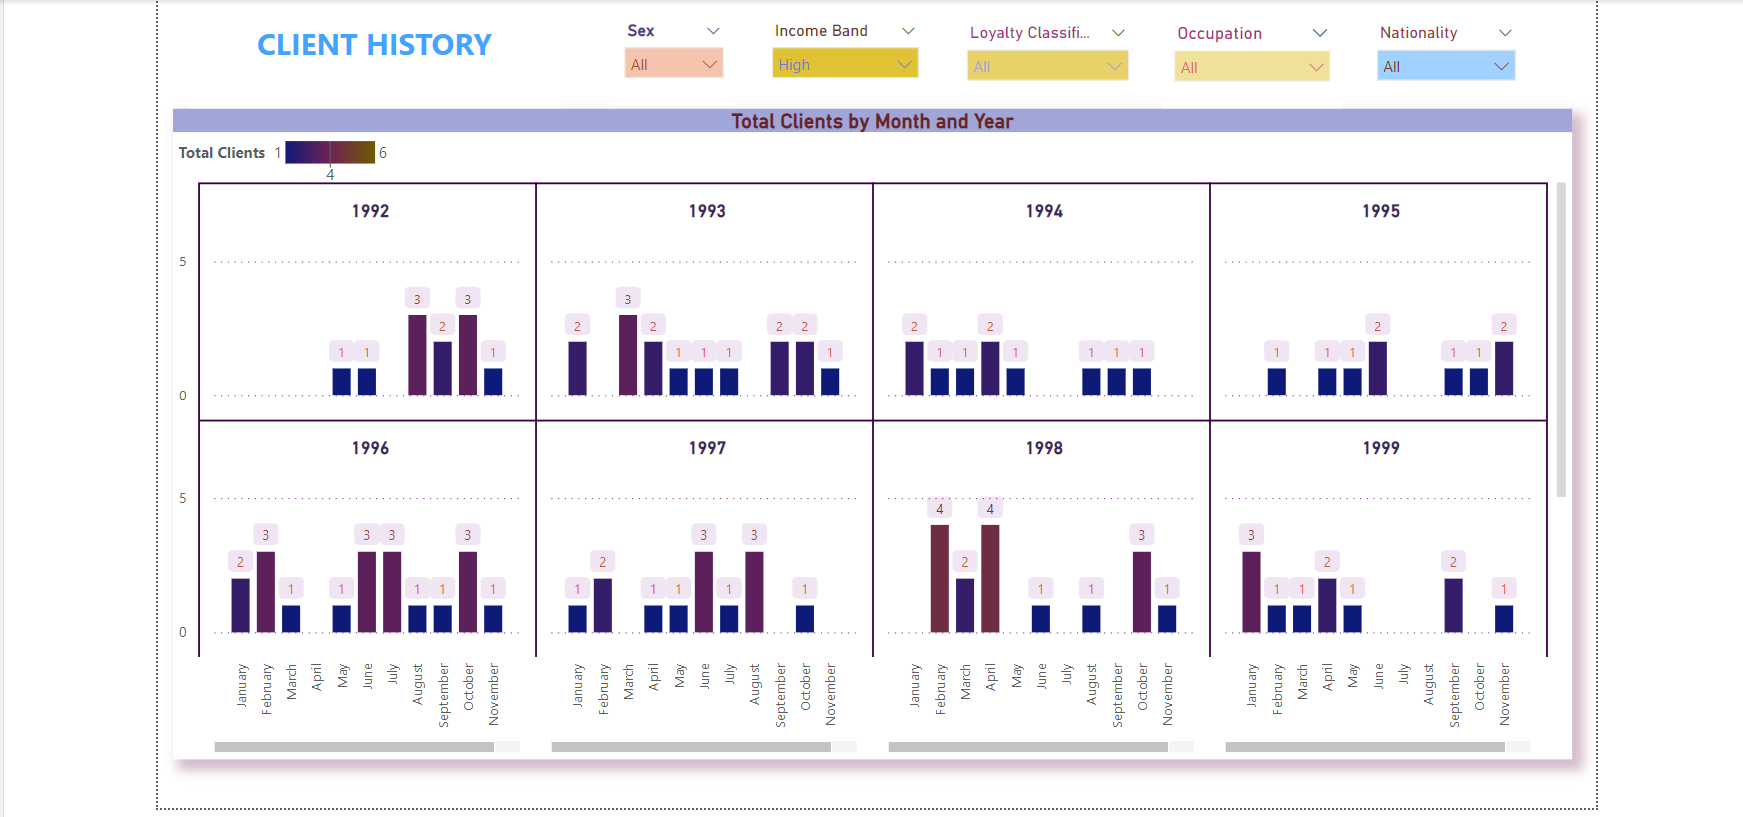 CLIENT HISTORY
Sex Income Band Loyalty Classifi... Occupation Nationality
All High All All All
Total Clients by Month and Year
Total Clients 1 6
4
1992 1993 1994 1995
5
3 3 3
2 2 2 2 2 2 2 2 2
1 1 1 1 1 1 1 1 1 1 1 1 1 1 1 1 1 1
0
1996 1997 1998 1999
5
4 4
3 3 3 3 3 3 3 3
2 2 2 2 2
1 1 1 1 1 1 1 1 1 1 1 1 1 1 1 1 1
0
January February March April May June July August September October November January February March April May June July August September October November January February March April May June July August September October November January February March April May June July August September October November